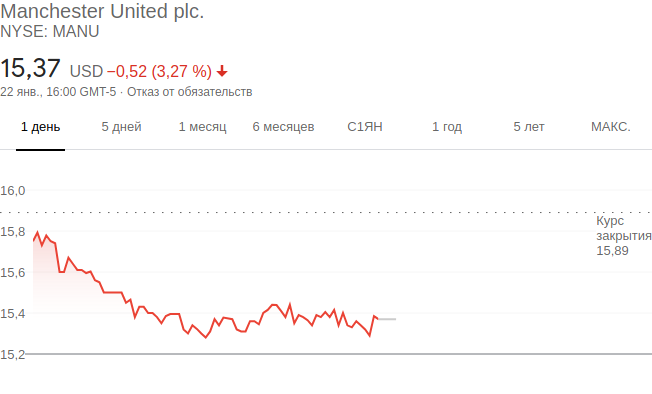 Manchester United plc.
NYSE: MANU
15,37 USD −0,52 (3,27 %)
22 янв., 16:00 GMT-5 · Отказ от обязательств
1 день 5 дней 1 месяц 6 месяцев С1ЯН 1 год 5 лет МАКС.
16,0
Курс
закрытия
15,89
15,8
15,6
15,4
15,2